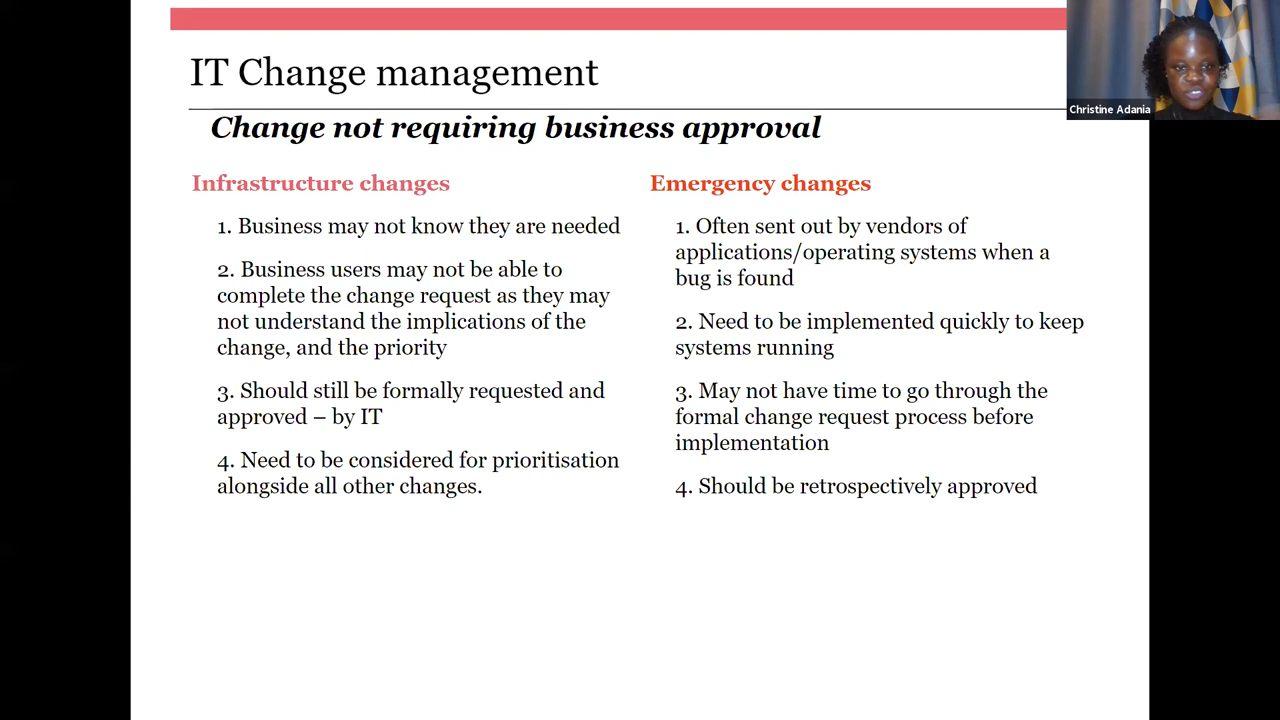 IT Change management
Change not requiring business approval
Infrastructure changes
1. Business may not know they are needed
2. Business users may not be able to
complete the change request as they may
not understand the implications of the
change, and the priority
3. Should still be formally requested and
approved – by IT
4. Need to be considered for prioritisation
alongside all other changes.
Emergency changes
1. Often sent out by vendors of
applications/operating systems when a
bug is found
2. Need to be implemented quickly to keep
systems running
3. May not have time to go through the
formal change request process before
implementation
4. Should be retrospectively approved
Christine Adania